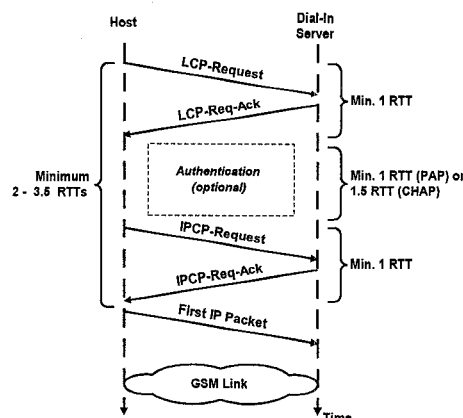 Host
Dial-In
Server
LCP-Request
LCP-Req-Ack
Min. 1 RTT
Authentication
(optional)
Min. 1 RTT (PAP) or
1.5 RTT (CHAP)
Minimum
2 - 3.5 RTTs
IPCP-Request
IPCP-Req-Ack
Min. 1 RTT
First IP Packet
GSM Link
Time